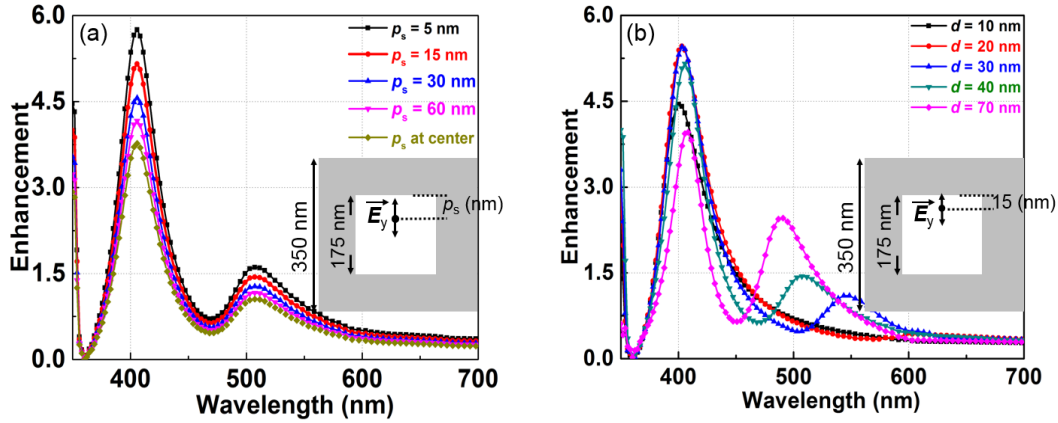 (a)
p_s = 5 nm
p_s = 15 nm
p_s = 30 nm
p_s = 60 nm
p_s at center
6.0
4.5
3.0
1.5
0.0
Enhancement
400
500
600
700
Wavelength (nm)
350 nm
175 nm
E_y
p_s (nm)
(b)
d = 10 nm
d = 20 nm
d = 30 nm
d = 40 nm
d = 70 nm
6.0
4.5
3.0
1.5
0.0
Enhancement
400
500
600
700
Wavelength (nm)
350 nm
175 nm
E_y
15 (nm)